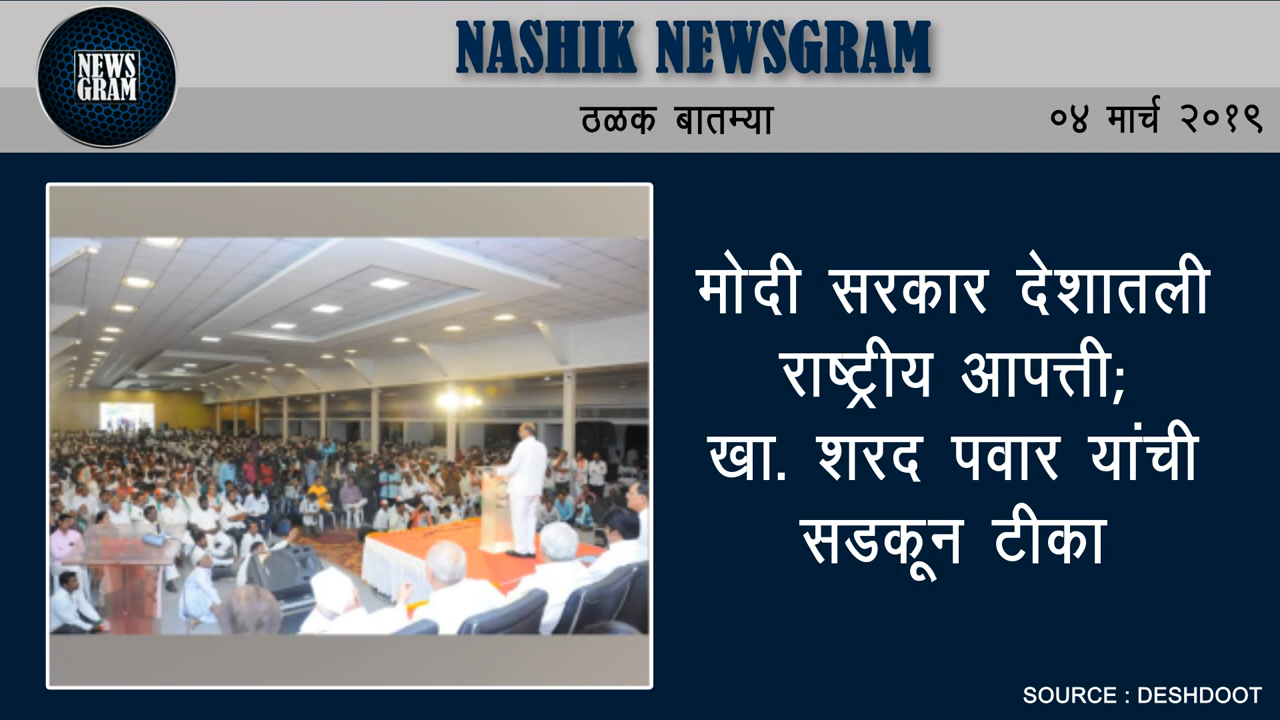 NEWS
GRAM
NASHIK NEWSGRAM
ठळक बातम्या
०४ मार्च २०१९
मोदी सरकार देशातली
राष्ट्रीय आपत्ती;
खा. शरद पवार यांची
सडकून टीका
SOURCE : DESHDOOT